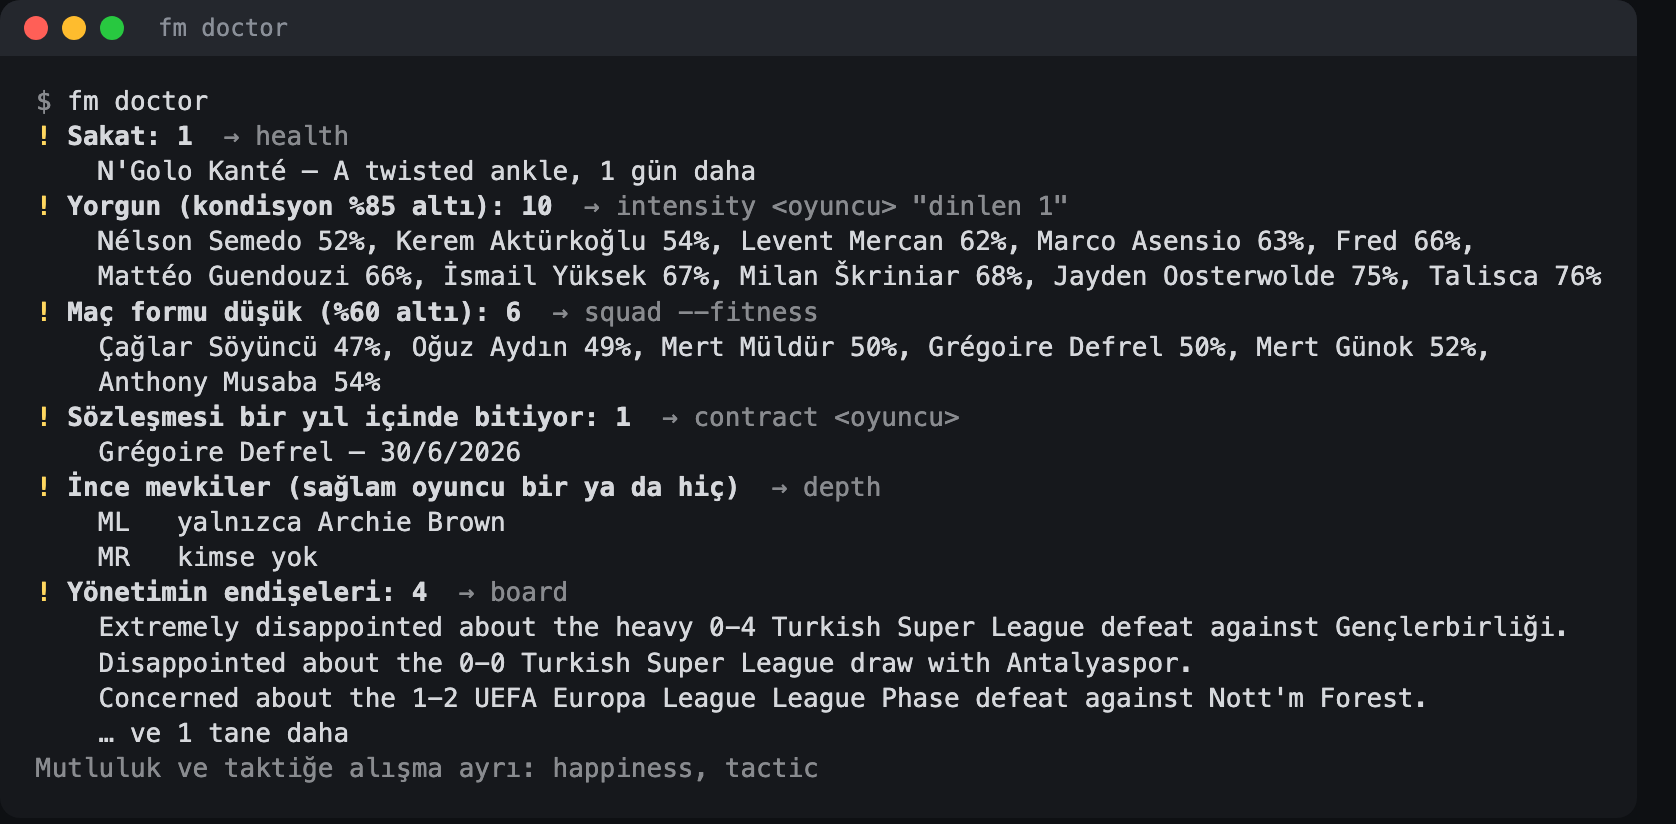 fm doctor
$ fm doctor
! Sakat: 1 → health
N'Golo Kanté — A twisted ankle, 1 gün daha
! Yorgun (kondisyon %85 altı): 10 → intensity <oyuncu> "dinlen 1"
Nélson Semedo 52%, Kerem Aktürkoğlu 54%, Levent Mercan 62%, Marco Asensio 63%, Fred 66%,
Mattéo Guendouzi 66%, İsmail Yüksek 67%, Milan Škriniar 68%, Jayden Oosterwolde 75%, Talisca 76%
! Maç formu düşük (%60 altı): 6 → squad --fitness
Çağlar Söyüncü 47%, Oğuz Aydın 49%, Mert Müldür 50%, Grégoire Defrel 50%, Mert Günok 52%,
Anthony Musaba 54%
! Sözleşmesi bir yıl içinde bitiyor: 1 → contract <oyuncu>
Grégoire Defrel — 30/6/2026
! İnce mevkiler (sağlam oyuncu bir ya da hiç) → depth
ML yalnızca Archie Brown
MR kimse yok
! Yönetimin endişeleri: 4 → board
Extremely disappointed about the heavy 0-4 Turkish Super League defeat against Gençlerbirliği.
Disappointed about the 0-0 Turkish Super League draw with Antalyaspor.
Concerned about the 1-2 UEFA Europa League League Phase defeat against Nott'm Forest.
… ve 1 tane daha
Mutluluk ve taktiğe alışma ayrı: happiness, tactic